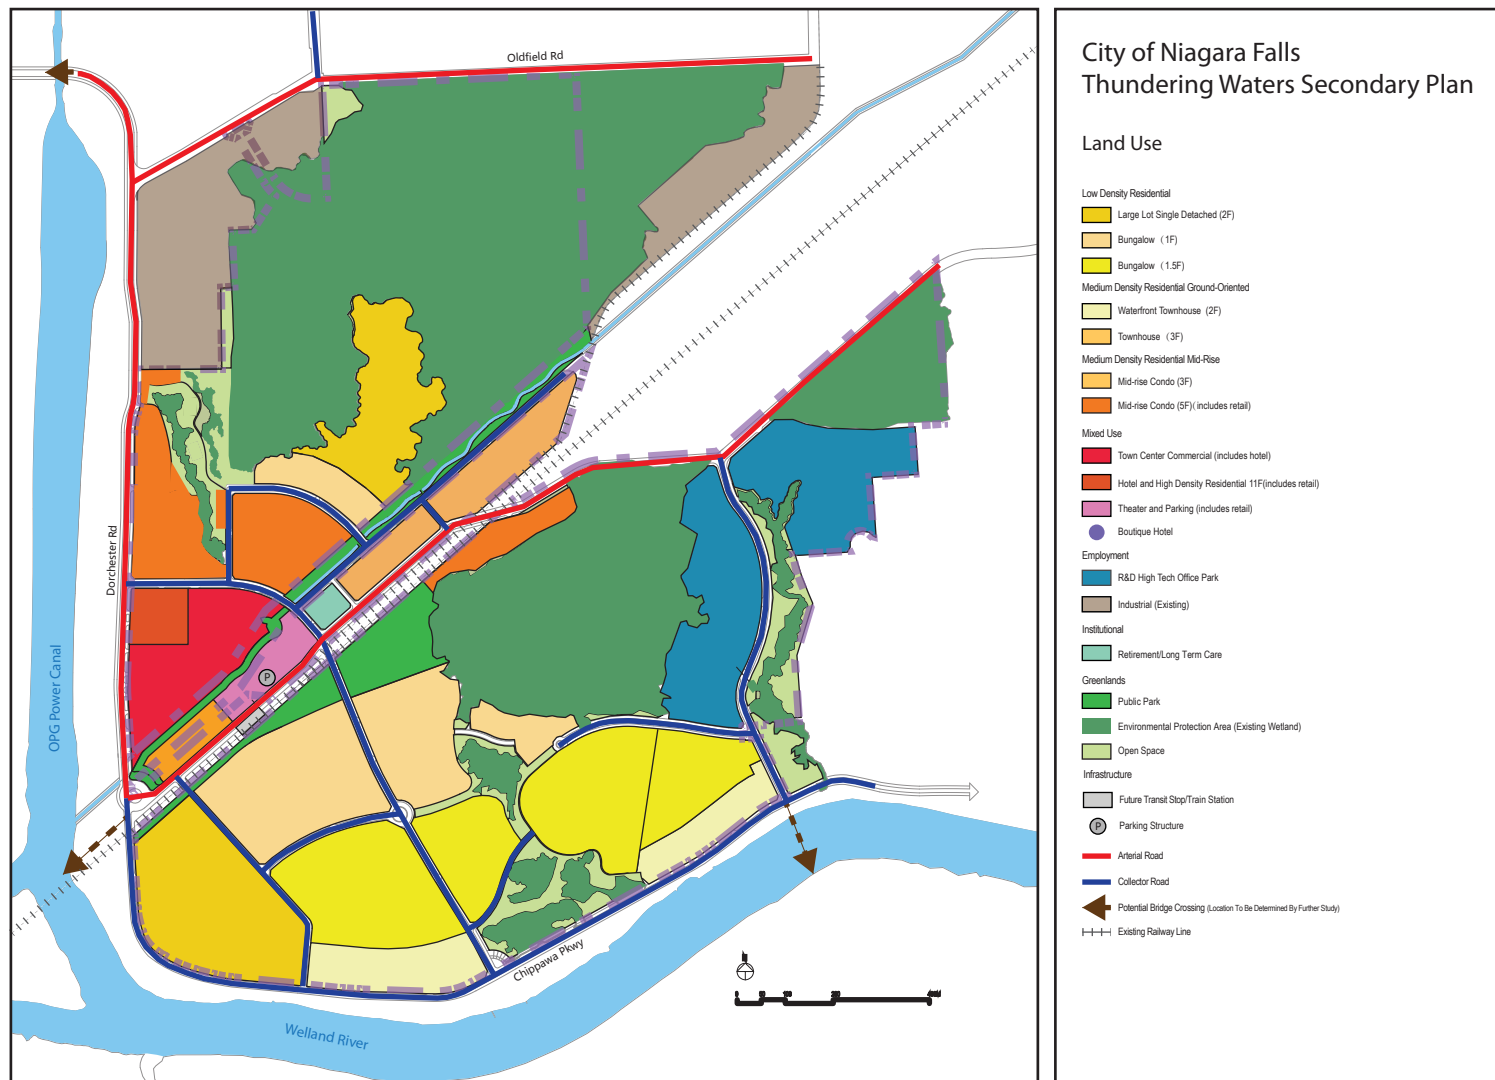 City of Niagara Falls
Thundering Waters Secondary Plan
Land Use
Low Density Residential
Large Lot Single Detached (2F)
Bungalow (1F)
Bungalow (1.5F)
Medium Density Residential Ground-Oriented
Waterfront Townhouse (2F)
Townhouse (3F)
Medium Density Residential Mid-Rise
Mid-rise Condo (3F)
Mid-rise Condo (5F)(includes retail)
Mixed Use
Town Center Commercial (includes hotel)
Hotel and High Density Residential 11F(includes retail)
Theater and Parking (includes retail)
Boutique Hotel
Employment
R&D High Tech Office Park
Industrial (Existing)
Institutional
Retirement/Long Term Care
Greenlands
Public Park
Environmental Protection Area (Existing Wetland)
Open Space
Infrastructure
Future Transit Stop/Train Station
P Parking Structure
Arterial Road
Collector Road
Potential Bridge Crossing (Location To Be Determined By Further Study)
Existing Railway Line
Oldfield Rd
Dorchester Rd
OPG Power Canal
P
Chippawa Pkwy
Welland River